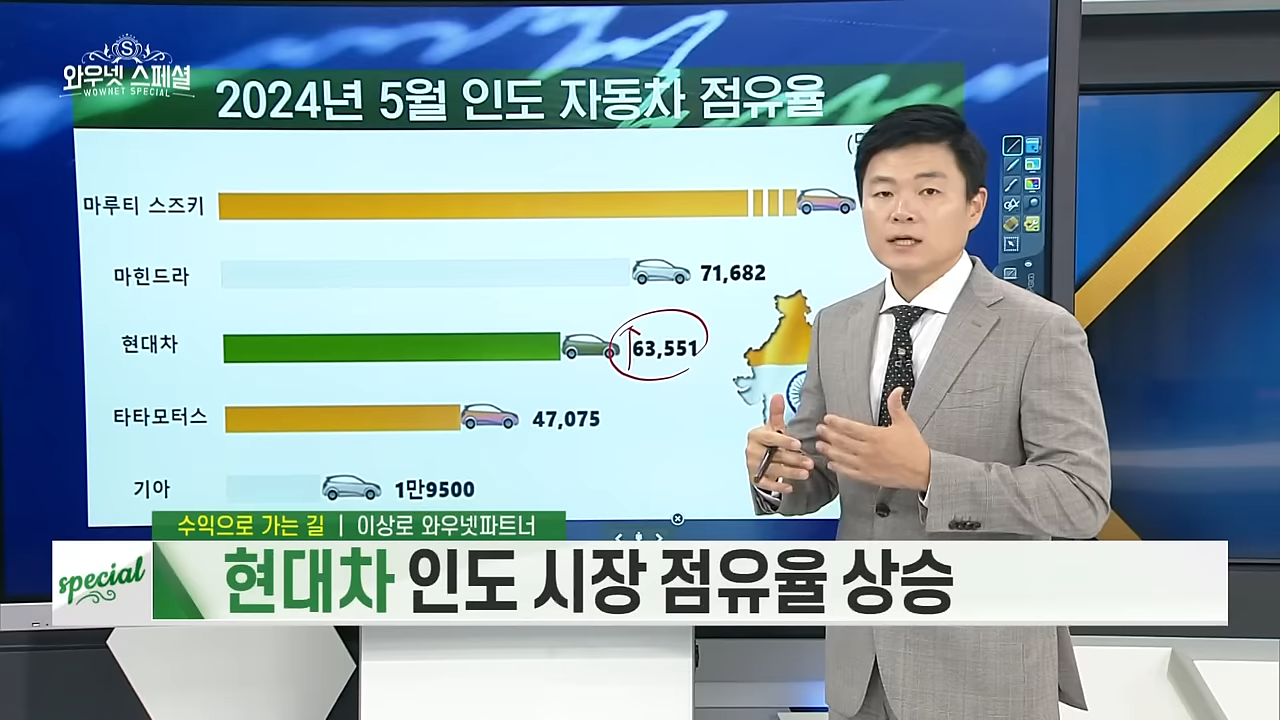 S
와우넷 스페셜
WOWNET SPECIAL
2024년 5월 인도 자동차 점유율
마루티 스즈키
마힌드라 71,682
현대차 63,551
타타모터스 47,075
기아 1만9500
수익으로 가는 길 | 이상로 와우넷파트너
special
현대차 인도 시장 점유율 상승